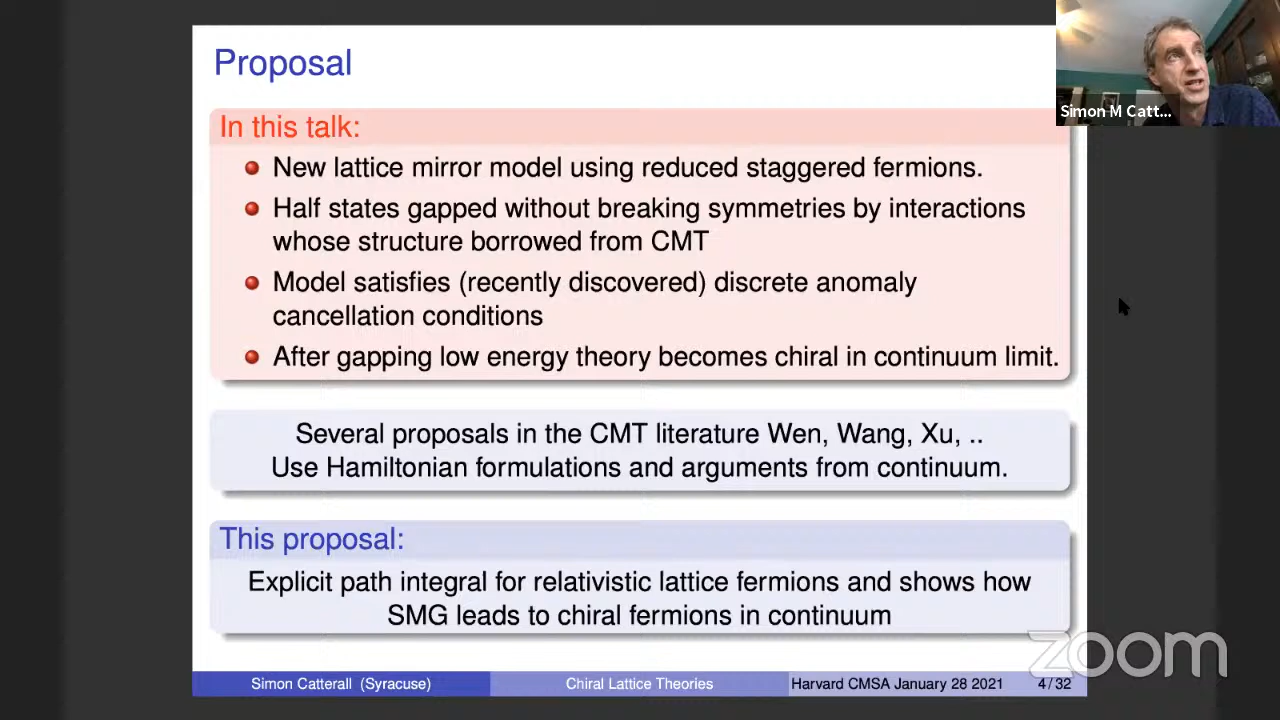 Proposal
In this talk:
New lattice mirror model using reduced staggered fermions.
Half states gapped without breaking symmetries by interactions
whose structure borrowed from CMT
Model satisfies (recently discovered) discrete anomaly
cancellation conditions
After gapping low energy theory becomes chiral in continuum limit.
Several proposals in the CMT literature Wen, Wang, Xu, ..
Use Hamiltonian formulations and arguments from continuum.
This proposal:
Explicit path integral for relativistic lattice fermions and shows how
SMG leads to chiral fermions in continuum
Simon Catterall (Syracuse) Chiral Lattice Theories Harvard CMSA January 28 2021 4/32
Simon M Catt...
zoom